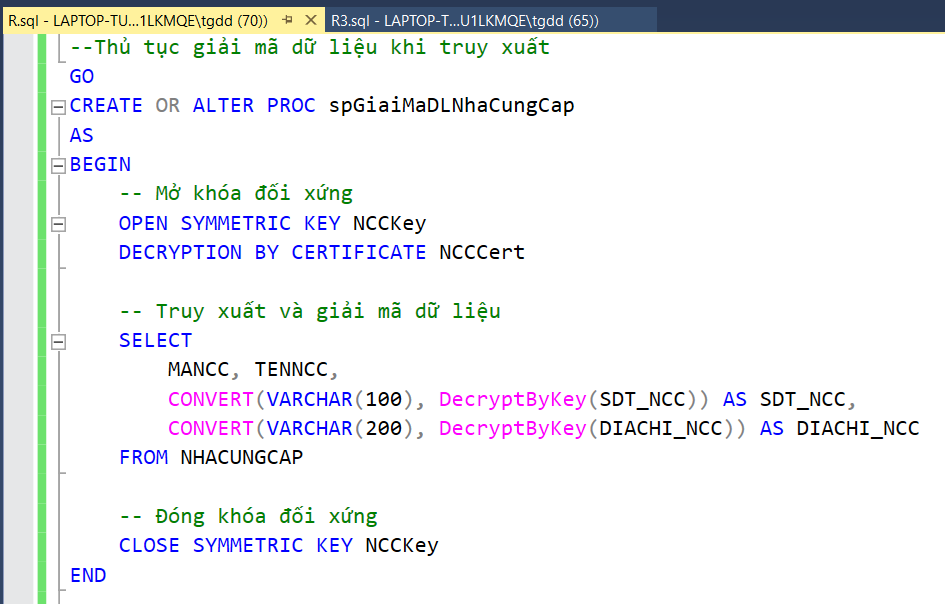 R.sql - LAPTOP-TU...1LKMQE\tgdd (70))
R3.sql - LAPTOP-T...U1LKMQE\tgdd (65))
--Thủ tục giải mã dữ liệu khi truy xuất
GO
CREATE OR ALTER PROC spGiaiMaDLNhaCungCap
AS
BEGIN
-- Mở khóa đối xứng
OPEN SYMMETRIC KEY NCCKey
DECRYPTION BY CERTIFICATE NCCCert
-- Truy xuất và giải mã dữ liệu
SELECT
MANCC, TENNCC,
CONVERT(VARCHAR(100), DecryptByKey(SDT_NCC)) AS SDT_NCC,
CONVERT(VARCHAR(200), DecryptByKey(DIACHI_NCC)) AS DIACHI_NCC
FROM NHACUNGCAP
-- Đóng khóa đối xứng
CLOSE SYMMETRIC KEY NCCKey
END